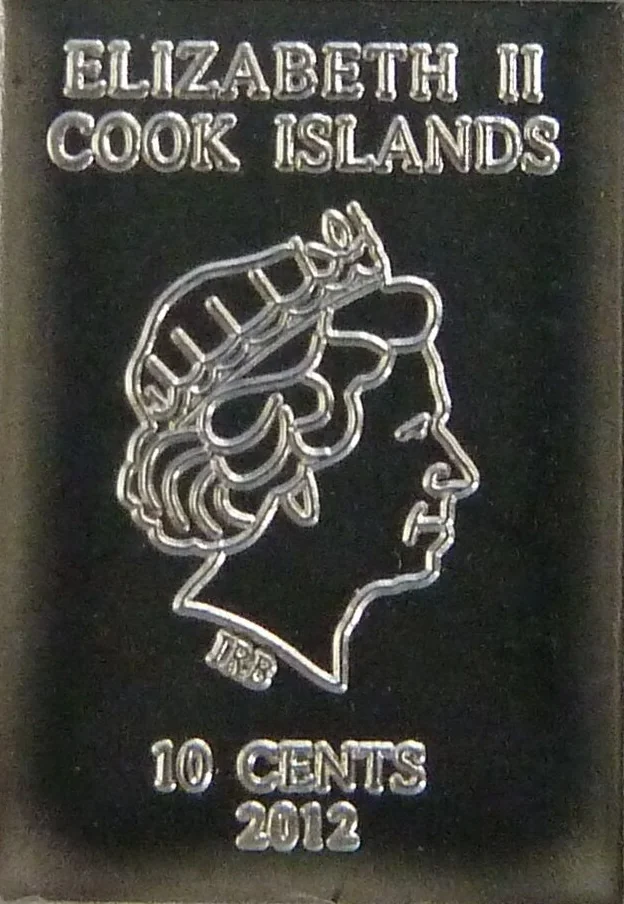 ELIZABETH II
COOK ISLANDS
IRB
10 CENTS
2012